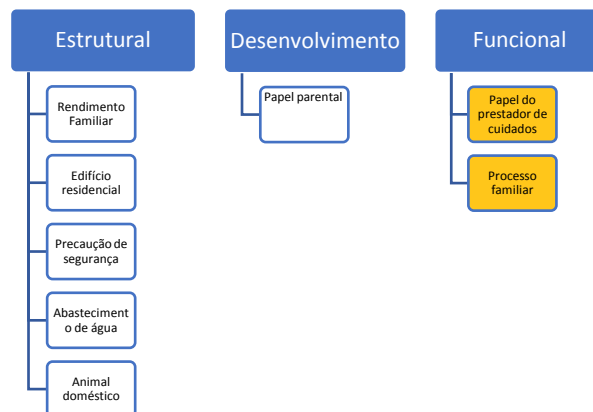 Estrutural
Rendimento
Familiar
Edifício
residencial
Precaução de
segurança
Abasteciment
o de água
Animal
doméstico
Desenvolvimento
Papel parental
Funcional
Papel do
prestador de
cuidados
Processo
familiar